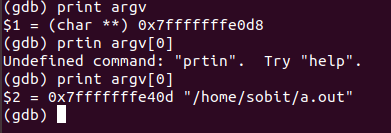 (gdb) print argv
$1 = (char **) 0x7fffffffe0d8
(gdb) prtin argv[0]
Undefined command: "prtin".  Try "help".
(gdb) print argv[0]
$2 = 0x7fffffffe40d "/home/sobit/a.out"
(gdb)